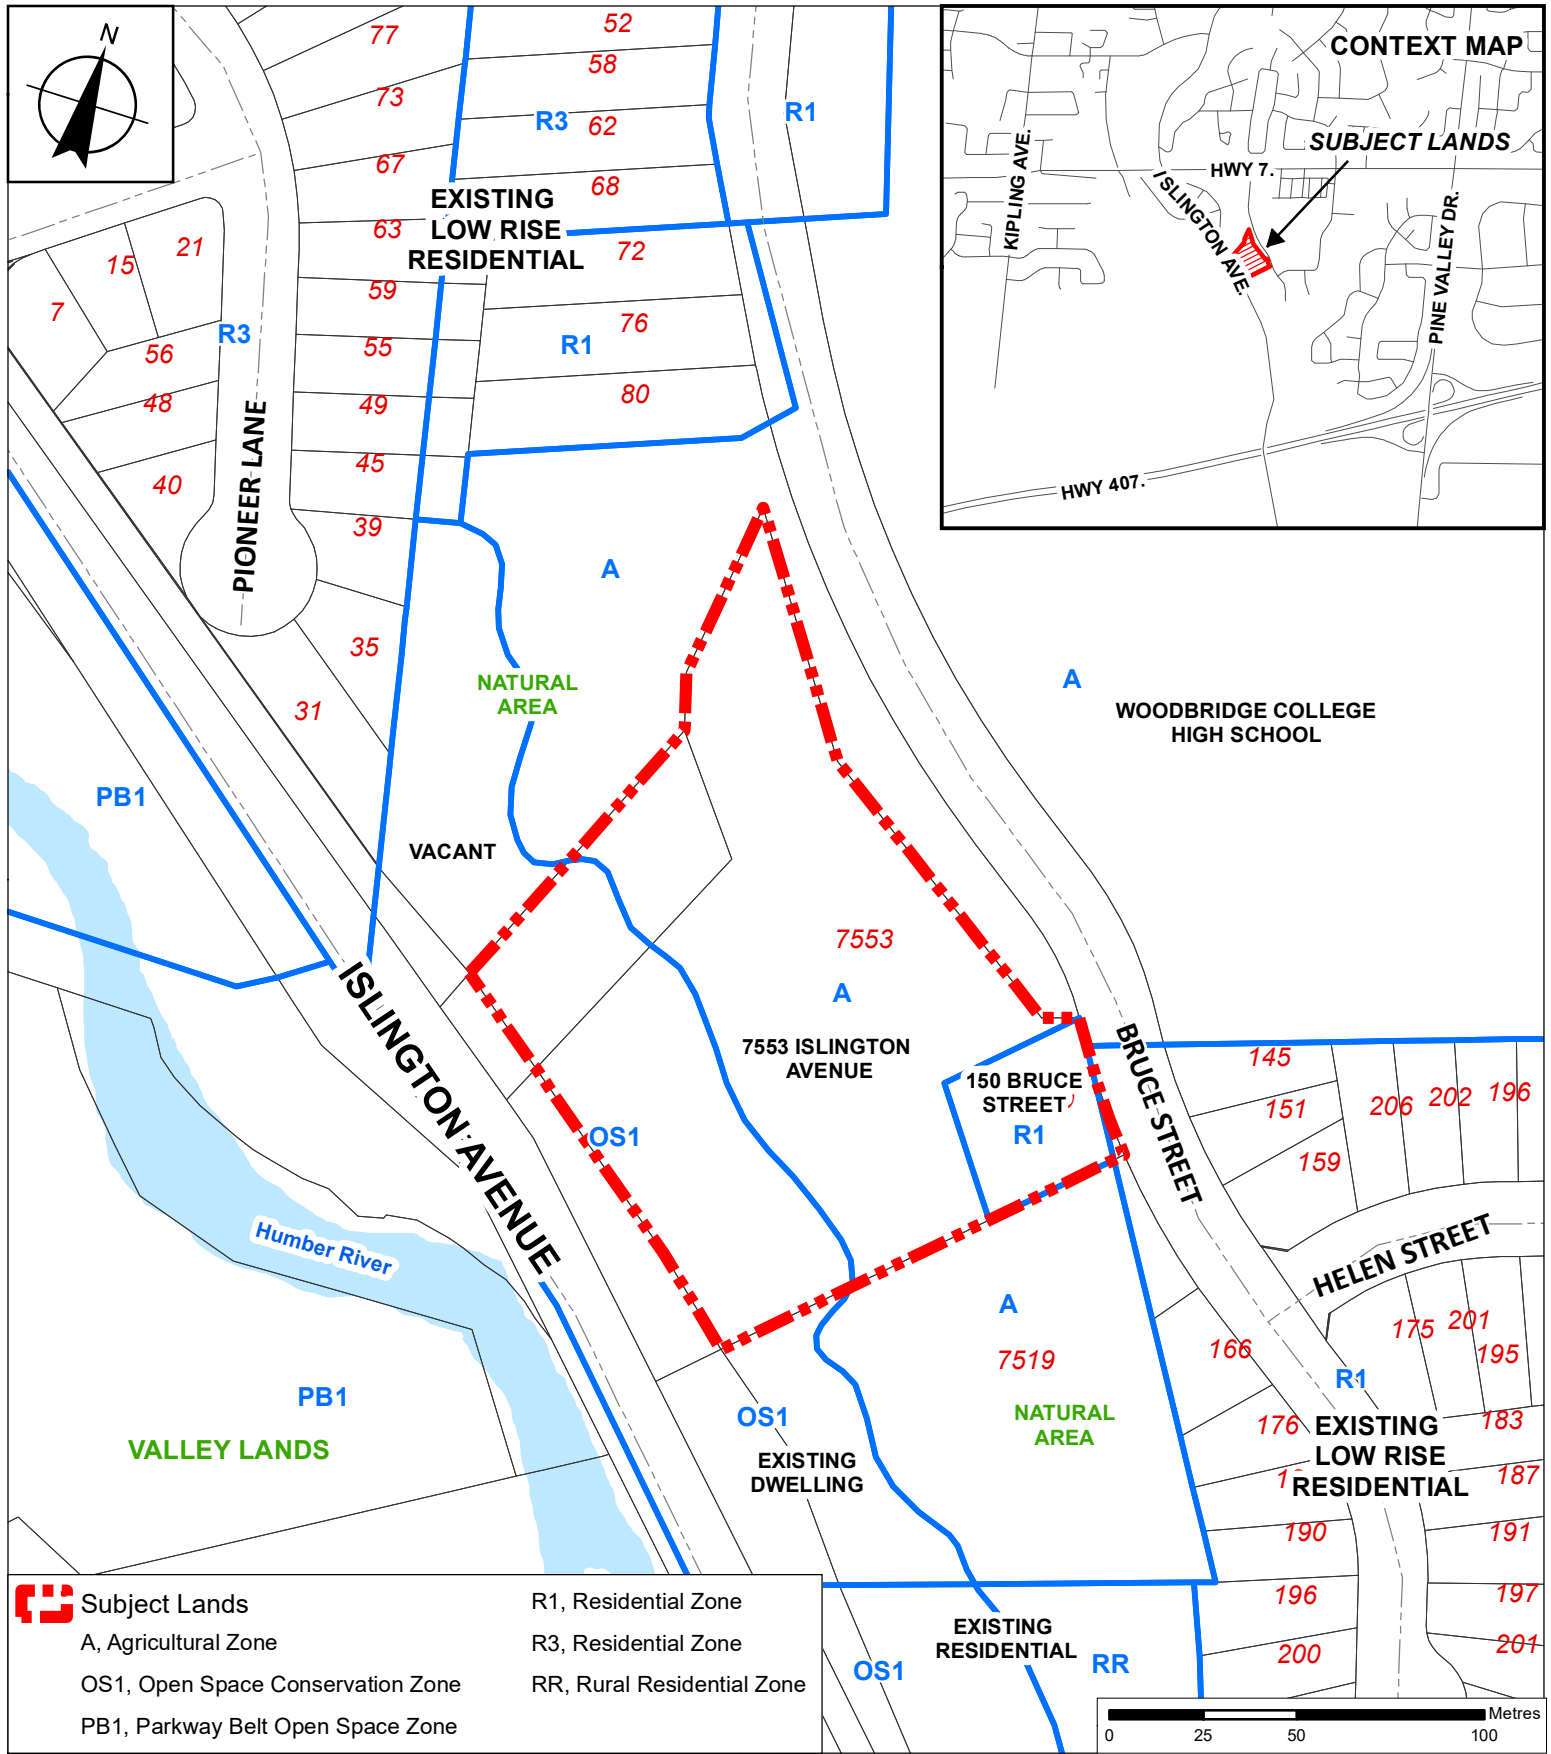 N
77
73
67
63
59
55
49
45
39
35
31
52
58
R3
62
68
R1
EXISTING
LOW RISE
RESIDENTIAL
72
76
R1
80
7
15
21
R3
56
48
40
PIONEER LANE
CONTEXT MAP
SUBJECT LANDS
HWY 7.
KIPLING AVE.
ISLINGTON AVE.
PINE VALLEY DR.
HWY 407.
A
NATURAL
AREA
VACANT
A
WOODBRIDGE COLLEGE
HIGH SCHOOL
PB1
7553
A
7553 ISLINGTON
AVENUE
150 BRUCE
STREET
R1
OS1
ISLINGTON AVENUE
BRUCE STREET
Humber River
PB1
VALLEY LANDS
145
151
159
206
202
196
HELEN STREET
A
7519
NATURAL
AREA
OS1
EXISTING
DWELLING
166
176
190
196
200
R1
175
201
195
183
EXISTING
LOW RISE
RESIDENTIAL
187
191
197
201
EXISTING
RESIDENTIAL
OS1
RR
Subject Lands
A, Agricultural Zone
OS1, Open Space Conservation Zone
PB1, Parkway Belt Open Space Zone
R1, Residential Zone
R3, Residential Zone
RR, Rural Residential Zone
Metres
0 25 50 100